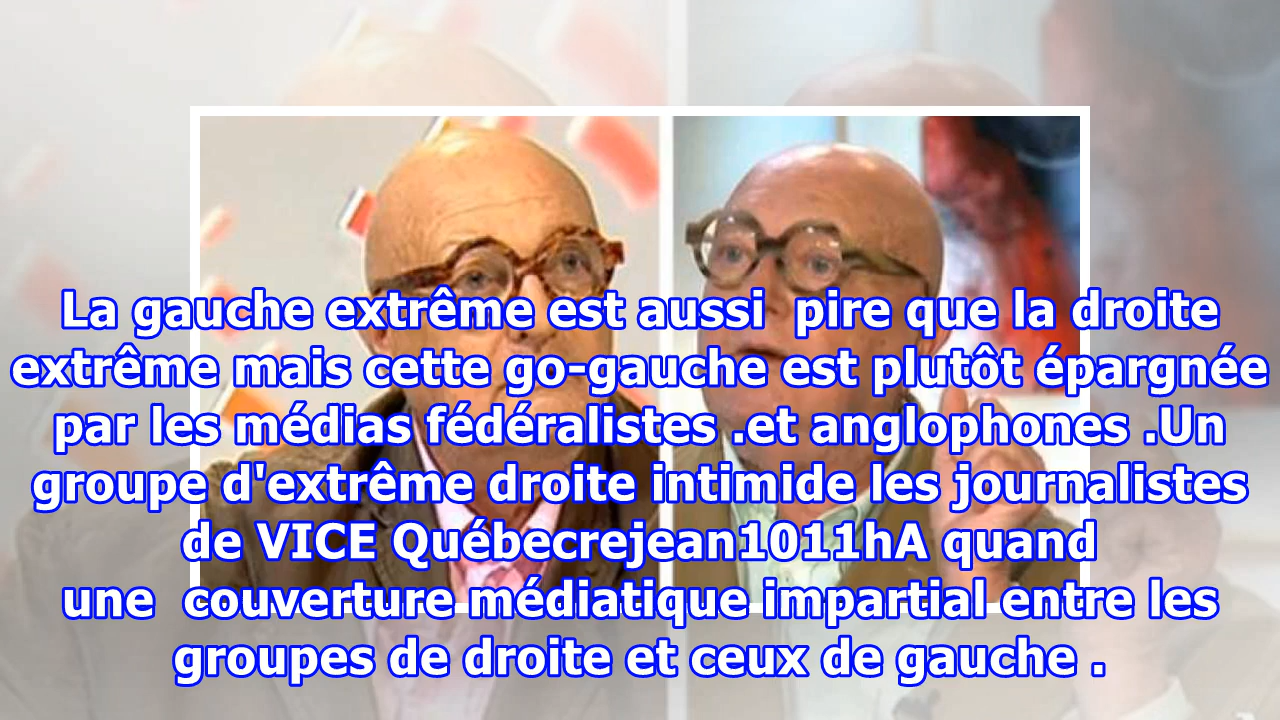 La gauche extrême est aussi  pire que la droite
extrême mais cette go-gauche est plutôt épargnée
par les médias fédéralistes .et anglophones .Un
groupe d'extrême droite intimide les journalistes
de VICE Québecrejean1011hA quand
une  couverture médiatique impartial entre les
groupes de droite et ceux de gauche .